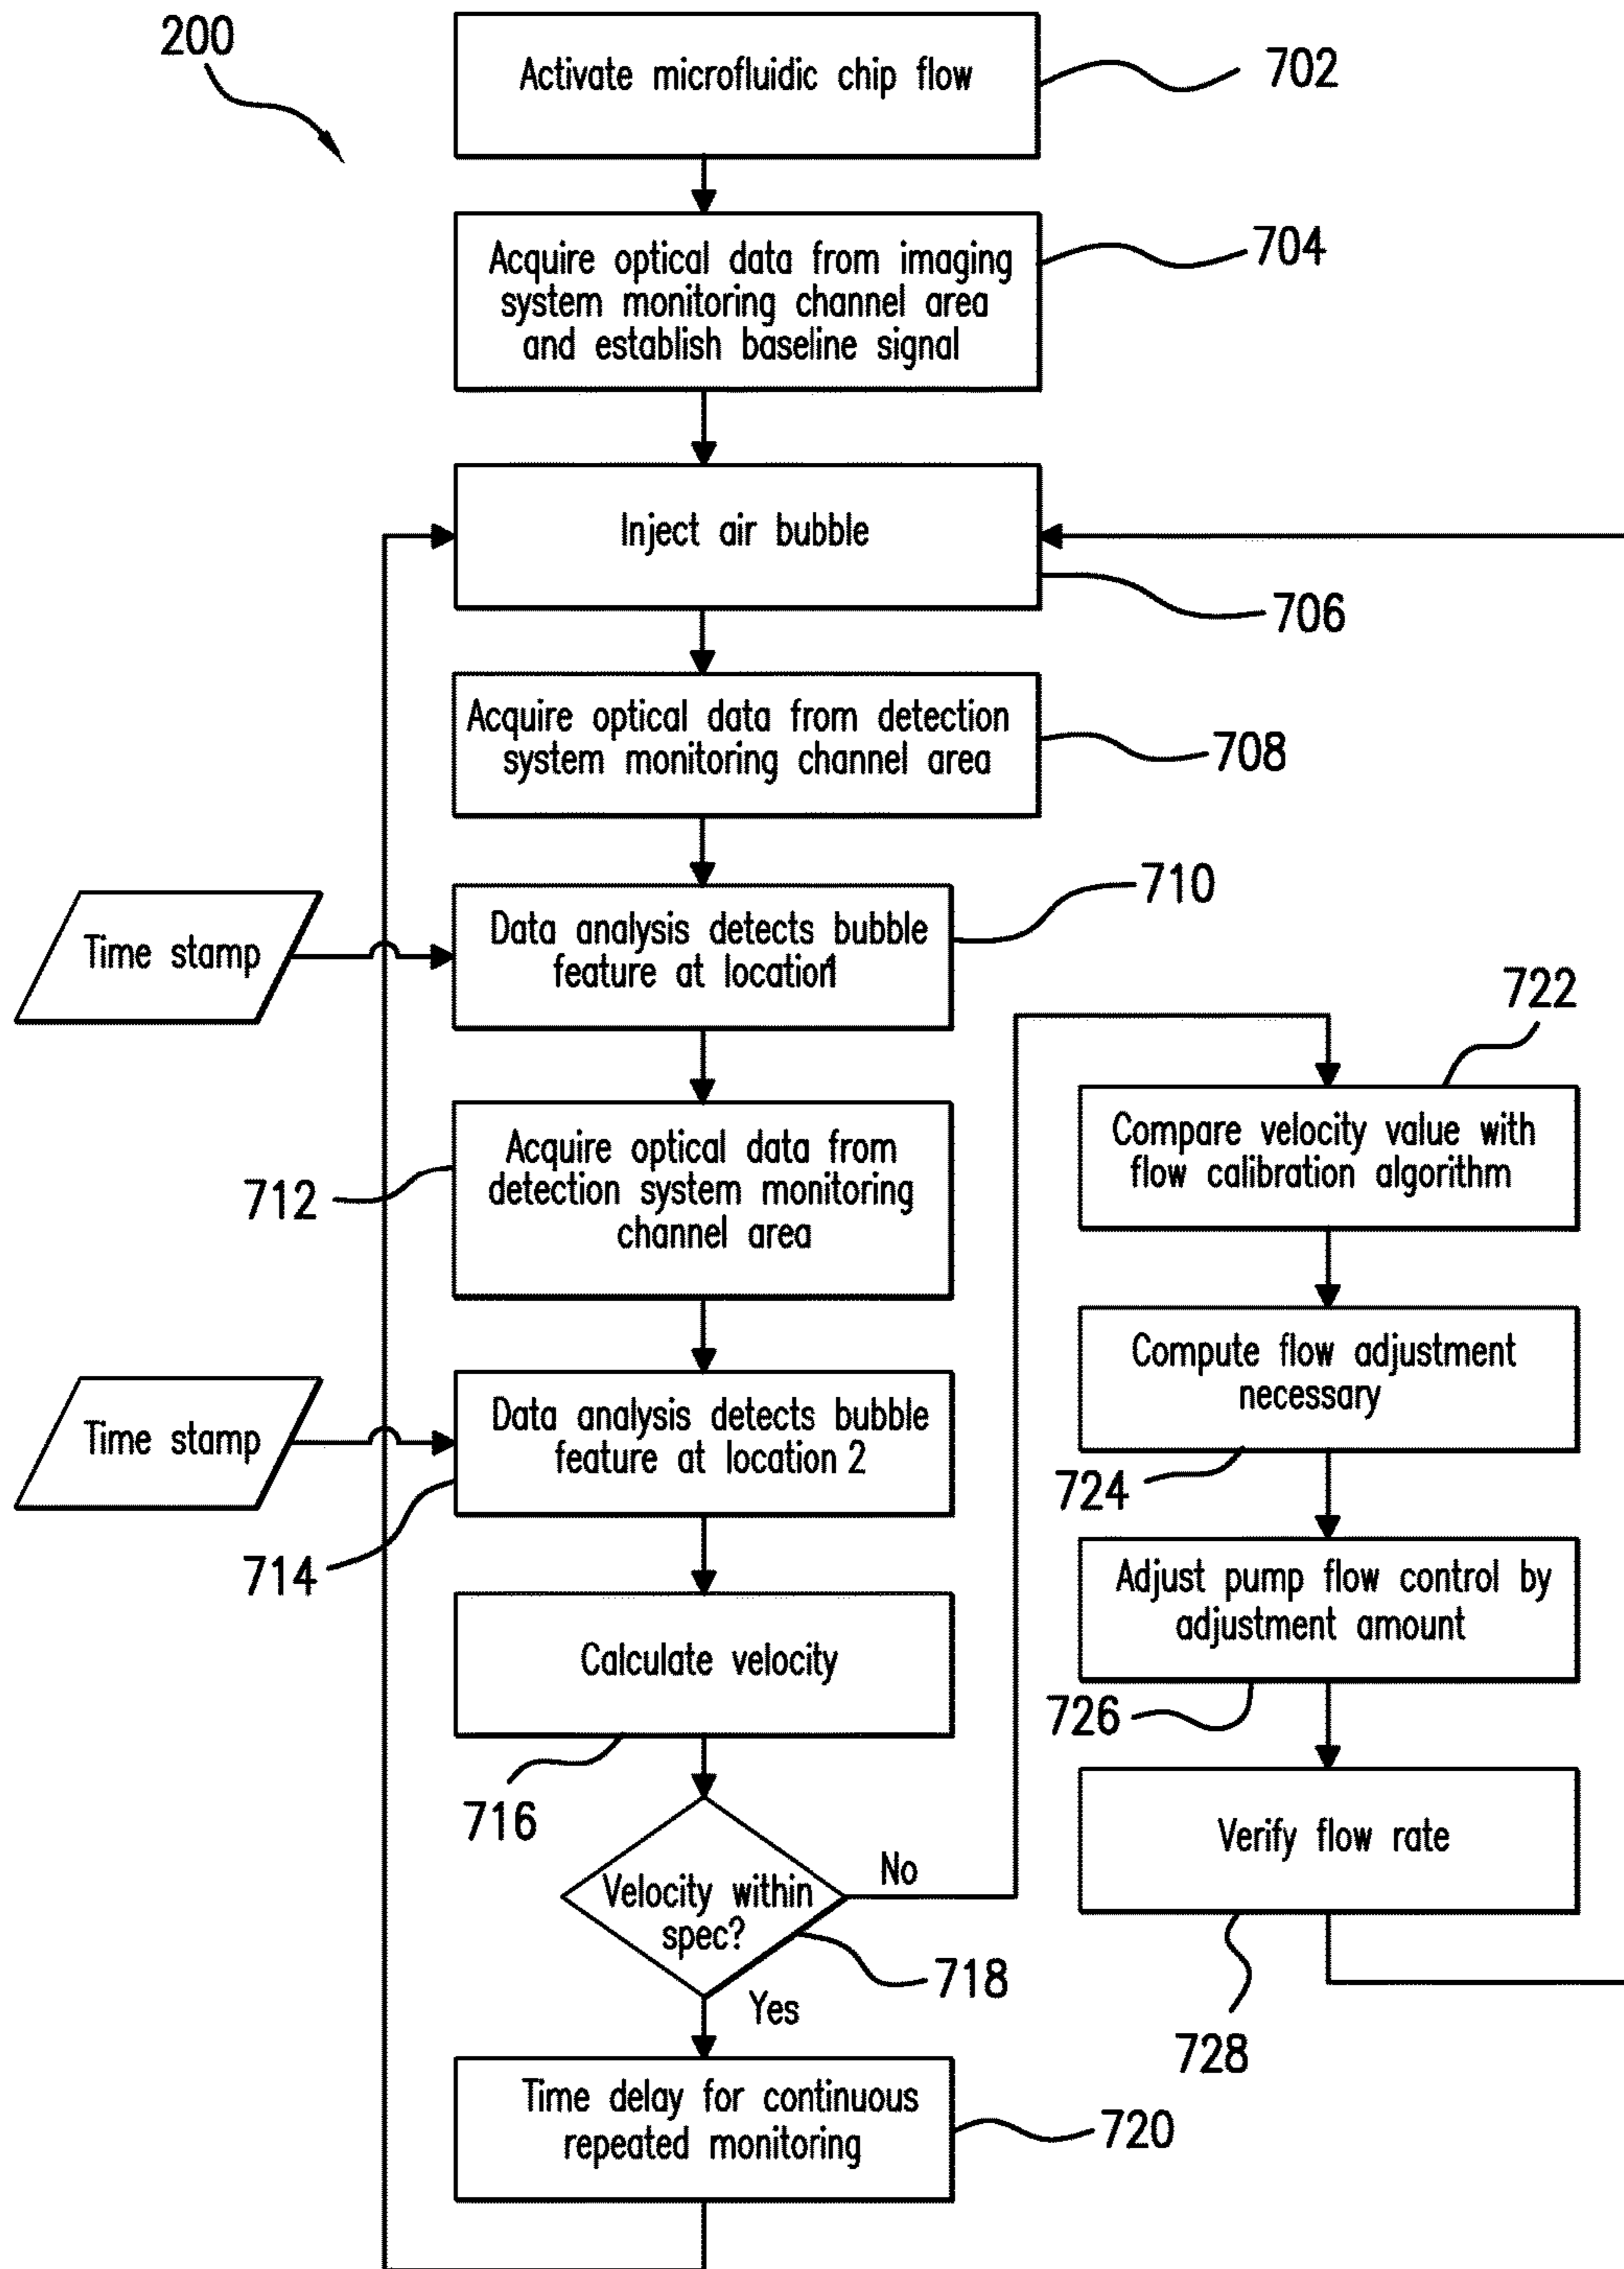 200
Activate microfluidic chip flow
702
Acquire optical data from imaging
system monitoring channel area
and establish baseline signal
704
Inject air bubble
706
Acquire optical data from detection
system monitoring channel area
708
Time stamp
Data analysis detects bubble
feature at location1
710
Acquire optical data from
detection system monitoring
channel area
712
Time stamp
Data analysis detects bubble
feature at location 2
714
Calculate velocity
716
Velocity within
spec?
No
718
Yes
Time delay for continuous
repeated monitoring
720
722
Compare velocity value with
flow calibration algorithm
Compute flow adjustment
necessary
724
Adjust pump flow control by
adjustment amount
726
Verify flow rate
728